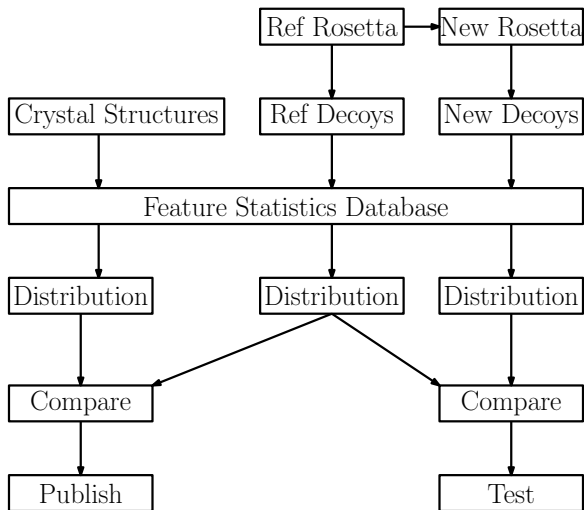 Ref Rosetta
New Rosetta
Crystal Structures
Ref Decoys
New Decoys
Feature Statistics Database
Distribution
Distribution
Distribution
Compare
Compare
Publish
Test